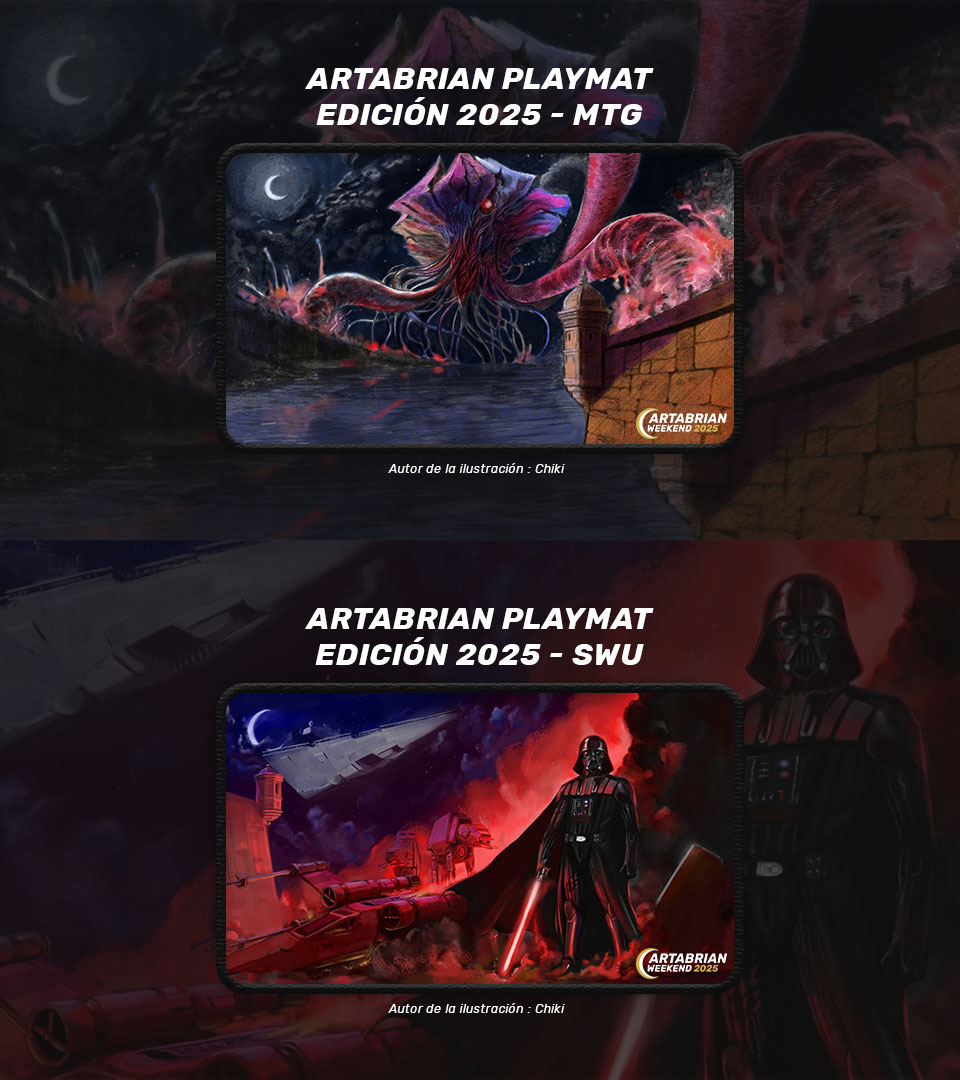 ARTABRIAN PLAYMAT
EDICIÓN 2025 - MTG
ARTABRIAN
WEEKEND 2025
Autor de la ilustración : Chiki
ARTABRIAN PLAYMAT
EDICIÓN 2025 - SWU
ARTABRIAN
WEEKEND 2025
Autor de la ilustración : Chiki